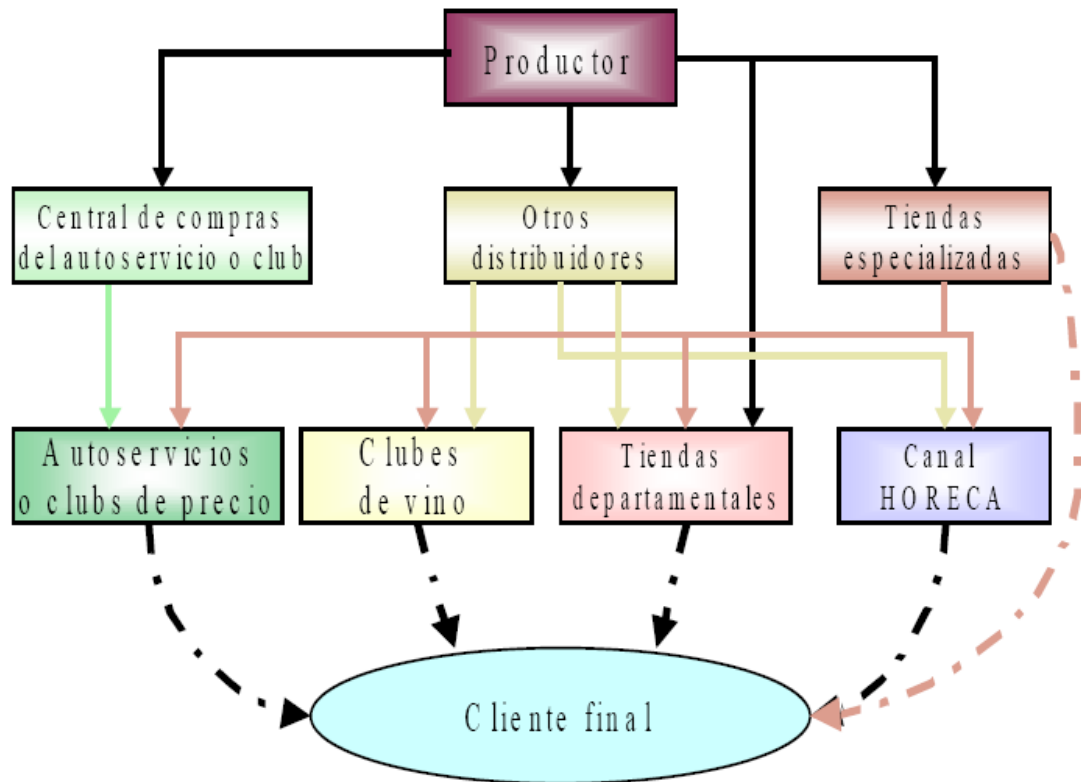 Productor
Central de compras
del autoservicio o club
Otros
distribuidores
Tiendas
especializadas
Autoservicios
o clubs de precio
Clubes
de vino
Tiendas
departamentales
Canal
HORECA
Cliente final